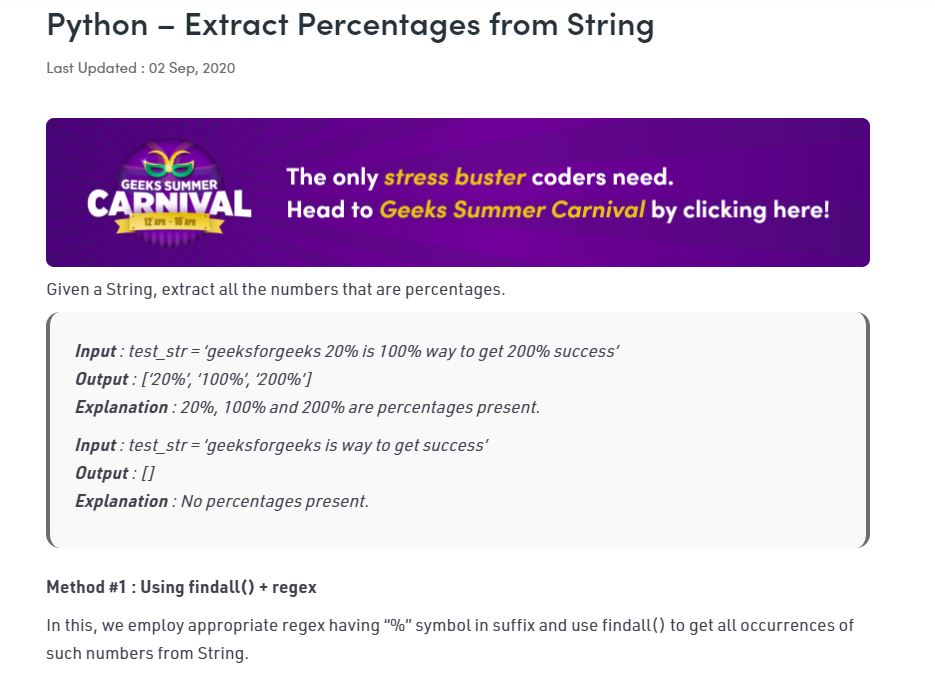 Python – Extract Percentages from String
Last Updated : 02 Sep, 2020
GEEKS SUMMER
CARNIVAL
12 APR - 18 APR
The only stress buster coders need.
Head to Geeks Summer Carnival by clicking here!
Given a String, extract all the numbers that are percentages.
Input : test_str = ‘geeksforgeeks 20% is 100% way to get 200% success’
Output : [‘20%’, ‘100%’, ‘200%’]
Explanation : 20%, 100% and 200% are percentages present.
Input : test_str = ‘geeksforgeeks is way to get success’
Output : []
Explanation : No percentages present.
Method #1 : Using findall() + regex
In this, we employ appropriate regex having “%” symbol in suffix and use findall() to get all occurrences of
such numbers from String.